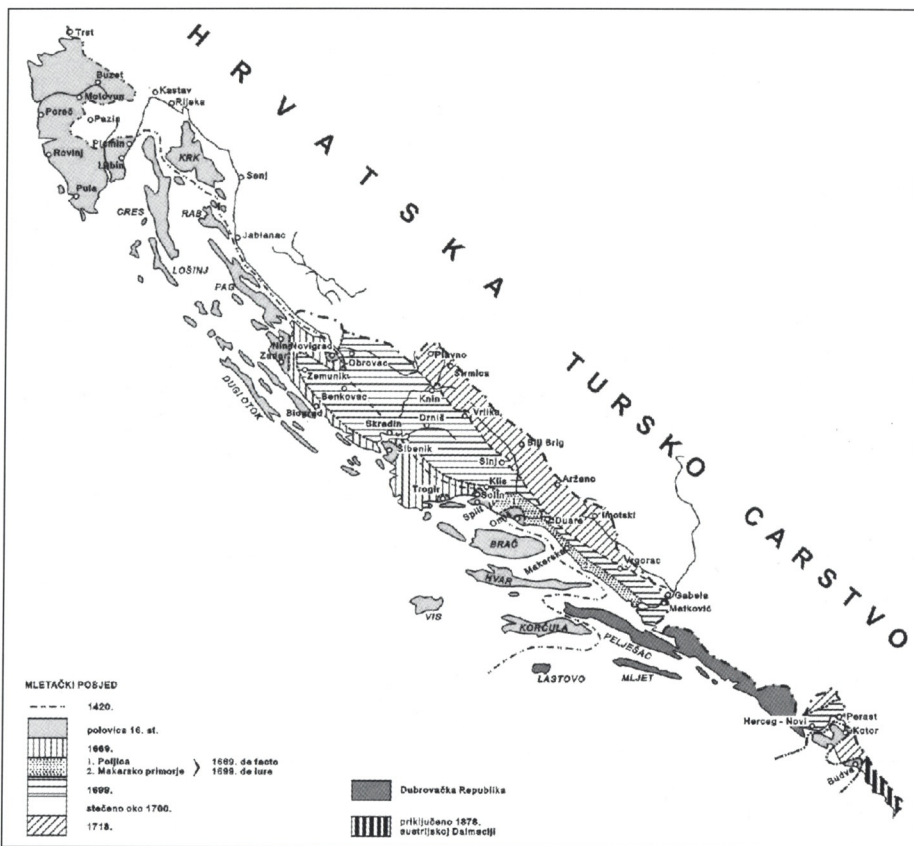 HRVATSKA
TURSKO
CARSTVO
Trst
Buzet
Motovun
Kastav
Rijeka
Poreč
Pazin
Plomin
Rovinj
Labin
Pula
KRK
Senj
CRES
RAB
Jablanac
LOŠINJ
PAG
Nin
Novigrad
Zadar
Obrovac
Plavno
Strmica
Zemunik
Benkovac
Knin
DUGI OTOK
Biograd
Skradin
Drniš
Vrlika
Šibenik
Bili Brig
Sinj
Klis
Aržano
Trogir
Solin
Split
Omiš
Duare
Imotski
BRAČ
Makarska
Vrgorac
HVAR
Gabela
Metković
VIS
KORČULA
PELJEŠAC
LASTOVO
MLJET
Herceg - Novi
Perast
Kotor
Budva
MLETAČKI POSJED
1420.
polovica 16. st.
1669.
1. Poljica
2. Makarsko primorje
1669. de facto
1699. de iure
1699.
stečeno oko 1700.
1718.
Dubrovačka Republika
priključeno 1878.
austrijskoj Dalmaciji